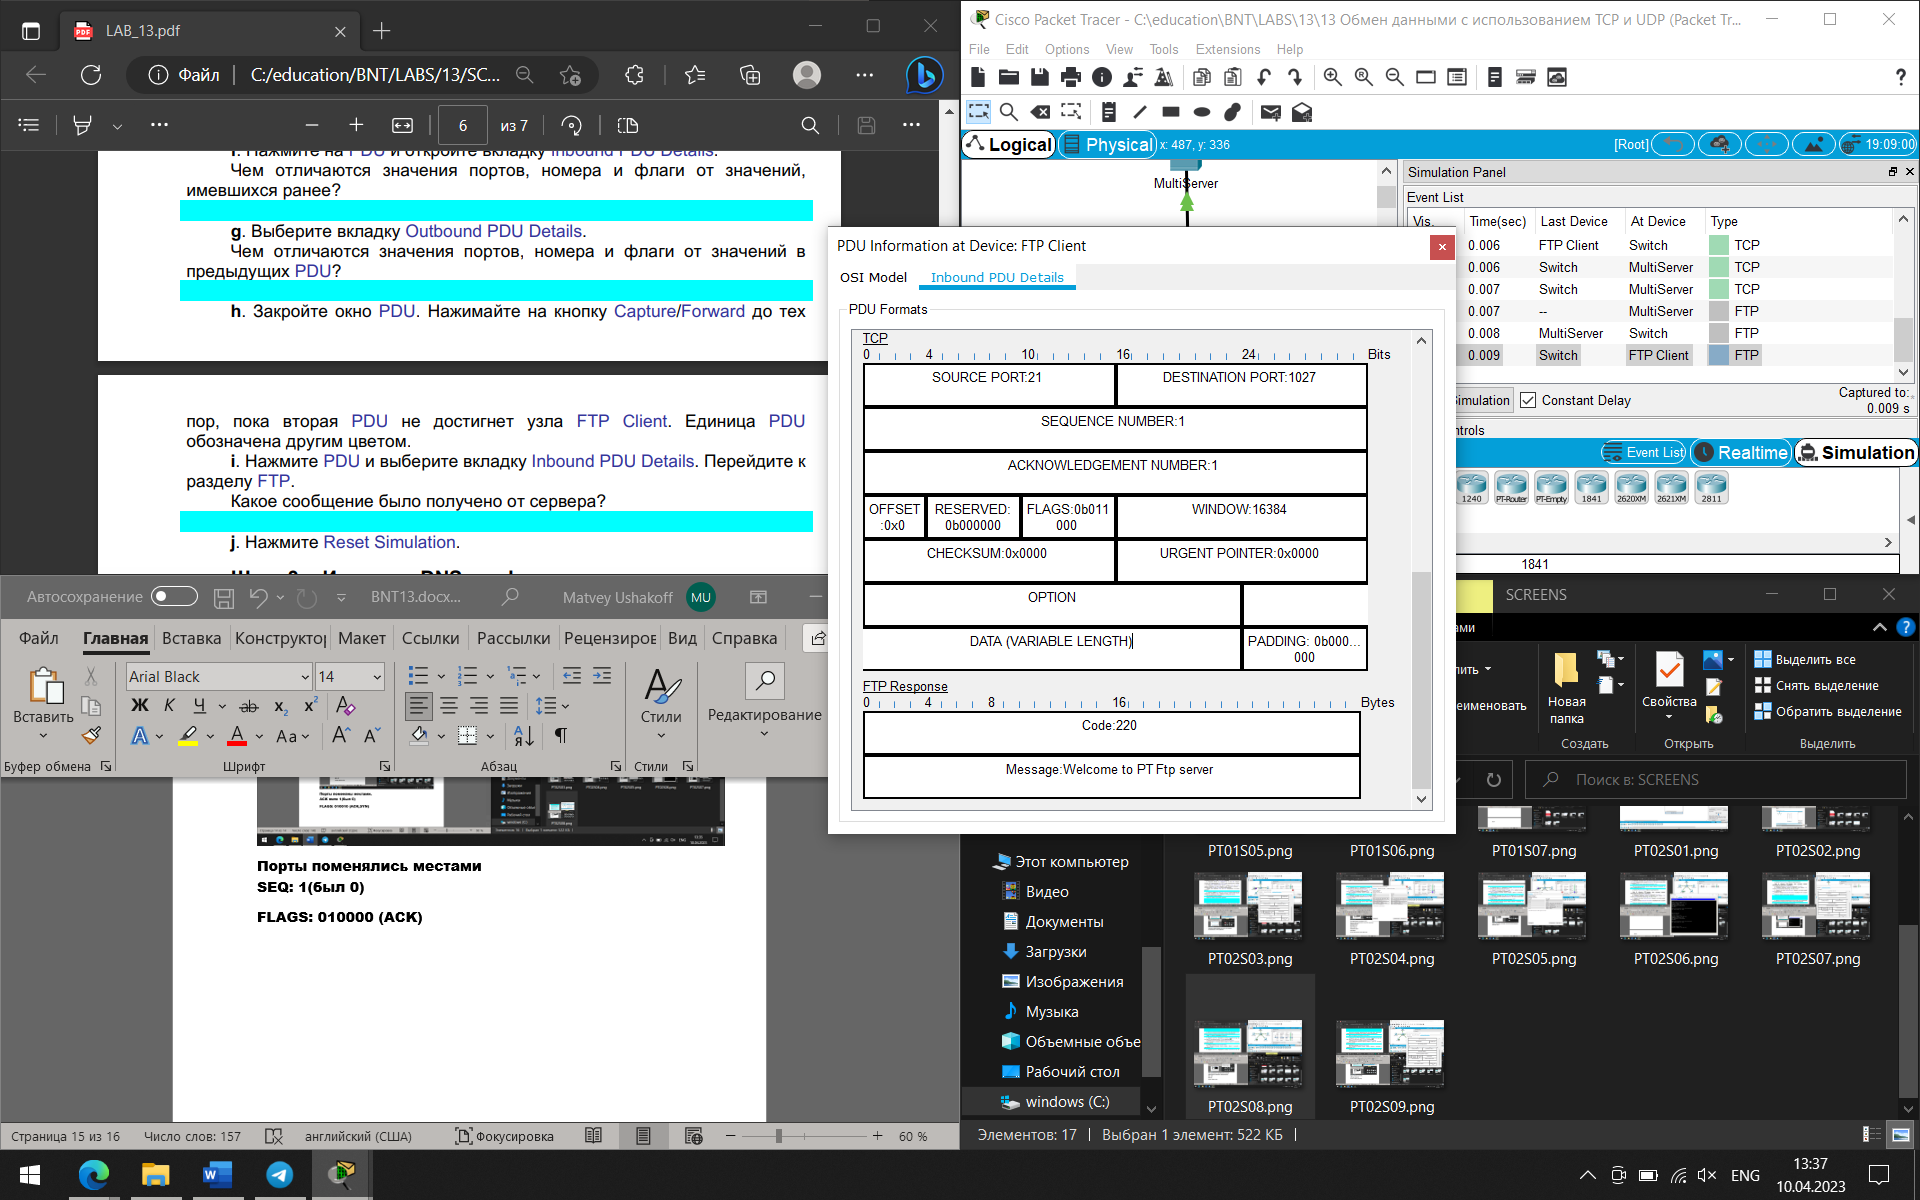 LAB_13.pdf
Файл
C:/education/BNT/LABS/13/SC...
6
из 7
Чем отличаются значения портов, номера и флаги от значений,
имевшихся ранее?
g. Выберите вкладку Outbound PDU Details.
Чем отличаются значения портов, номера и флаги от значений в
предыдущих PDU?
h. Закройте окно PDU. Нажимайте на кнопку Capture/Forward до тех
пор, пока вторая PDU не достигнет узла FTP Client. Единица PDU
обозначена другим цветом.
i. Нажмите PDU и выберите вкладку Inbound PDU Details. Перейдите к
разделу FTP.
Какое сообщение было получено от сервера?
j. Нажмите Reset Simulation.
Cisco Packet Tracer - C:\education\BNT\LABS\13\13 Обмен данными с использованием TCP и UDP (Packet Tr...
File Edit Options View Tools Extensions Help
?
Logical
Physical
x: 487, y: 336
[Root]
19:09:00
MultiServer
Simulation Panel
Event List
Vis. Time(sec) Last Device At Device Type
0.006 FTP Client Switch TCP
0.006 Switch MultiServer TCP
0.007 Switch MultiServer TCP
0.007 -- MultiServer FTP
0.008 MultiServer Switch FTP
0.009 Switch FTP Client FTP
imulation
Constant Delay
Captured to:
0.009 s
ntrols
Event List
Realtime
Simulation
1240 PT-Router PT-Empty 1841 2620XM 2621XM 2811
1841
PDU Information at Device: FTP Client
OSI Model
Inbound PDU Details
PDU Formats
TCP
0 4 10 16 24 Bits
SOURCE PORT:21
DESTINATION PORT:1027
SEQUENCE NUMBER:1
ACKNOWLEDGEMENT NUMBER:1
OFFSET
:0x0
RESERVED:
0b000000
FLAGS:0b011
000
WINDOW:16384
CHECKSUM:0x0000
URGENT POINTER:0x0000
OPTION
DATA (VARIABLE LENGTH)
PADDING: 0b000...
000
FTP Response
0 4 8 16 Bytes
Code:220
Message:Welcome to PT Ftp server
Автосохранение
BNT13.docx...
Matvey Ushakoff
MU
Файл Главная Вставка Конструктор Макет Ссылки Рассылки Рецензиров Вид Справка
Arial Black
14
Ж К Ч ab x₂ x²
Вставить
Стили
Редактирование
Буфер обмена
Шрифт
Абзац
Стили
Порты поменялись местами
SEQ: 1(был 0)
FLAGS: 010000 (ACK)
Страница 15 из 16
Число слов: 157
английский (США)
Фокусировка
60 %
SCREENS
ами
ить
еименовать
Новая
папка
Создать
Свойства
Открыть
Выделить все
Снять выделение
Обратить выделение
Выделить
Поиск в: SCREENS
Этот компьютер
Видео
Документы
Загрузки
Изображения
Музыка
Объемные объе
Рабочий стол
windows (C:)
PT01S05.png PT01S06.png PT01S07.png PT02S01.png PT02S02.png
PT02S03.png PT02S04.png PT02S05.png PT02S06.png PT02S07.png
PT02S08.png PT02S09.png
Элементов: 17
Выбран 1 элемент: 522 КБ
ENG
13:37
10.04.2023